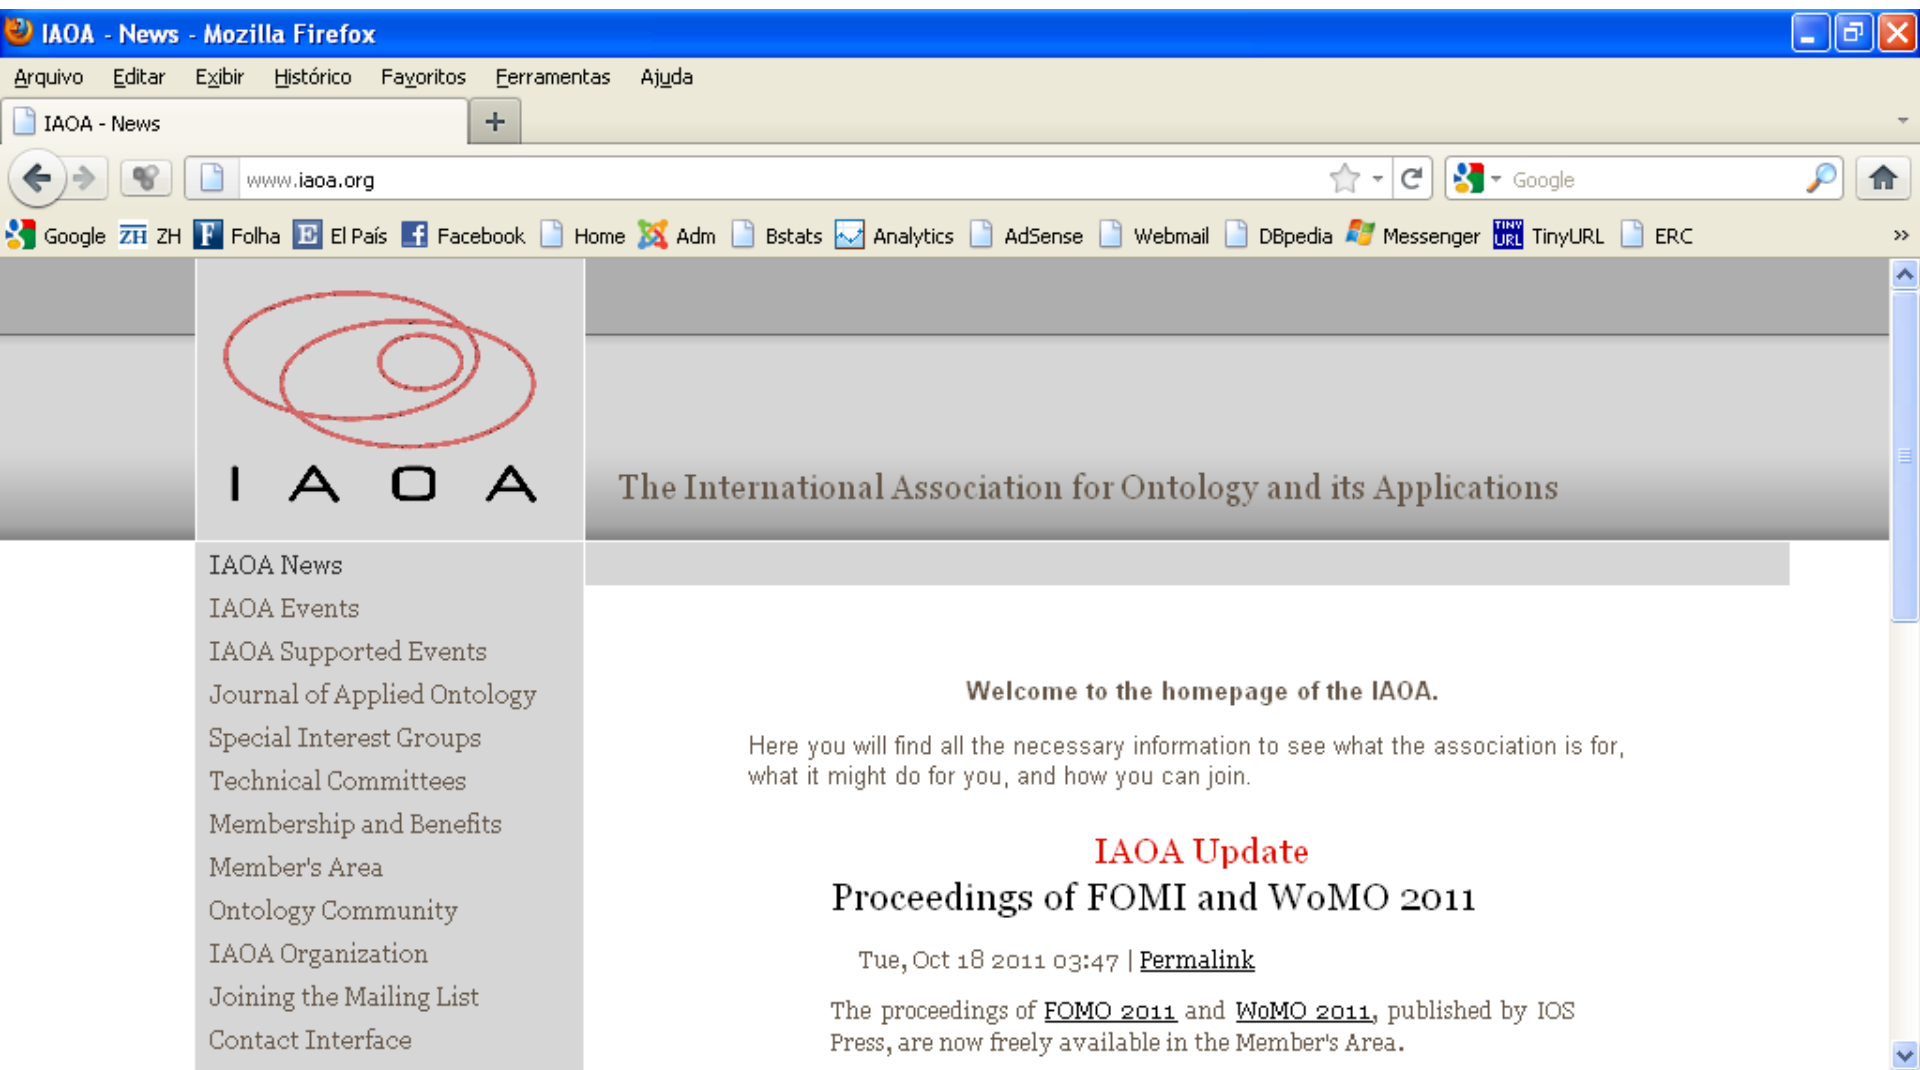 IAOA - News - Mozilla Firefox
Arquivo Editar Exibir Histórico Favoritos Ferramentas Ajuda
IAOA - News
www.iaoa.org
Google
Google ZH ZH F Folha E El País f Facebook Home Adm Bstats Analytics AdSense Webmail DBpedia Messenger TINY URL TinyURL ERC »
IAOA
The International Association for Ontology and its Applications
IAOA News
IAOA Events
IAOA Supported Events
Journal of Applied Ontology
Special Interest Groups
Technical Committees
Membership and Benefits
Member's Area
Ontology Community
IAOA Organization
Joining the Mailing List
Contact Interface
Welcome to the homepage of the IAOA.
Here you will find all the necessary information to see what the association is for,
what it might do for you, and how you can join.
IAOA Update
Proceedings of FOMI and WoMO 2011
Tue, Oct 18 2011 03:47 | Permalink
The proceedings of FOMO 2011 and WoMO 2011, published by IOS
Press, are now freely available in the Member's Area.